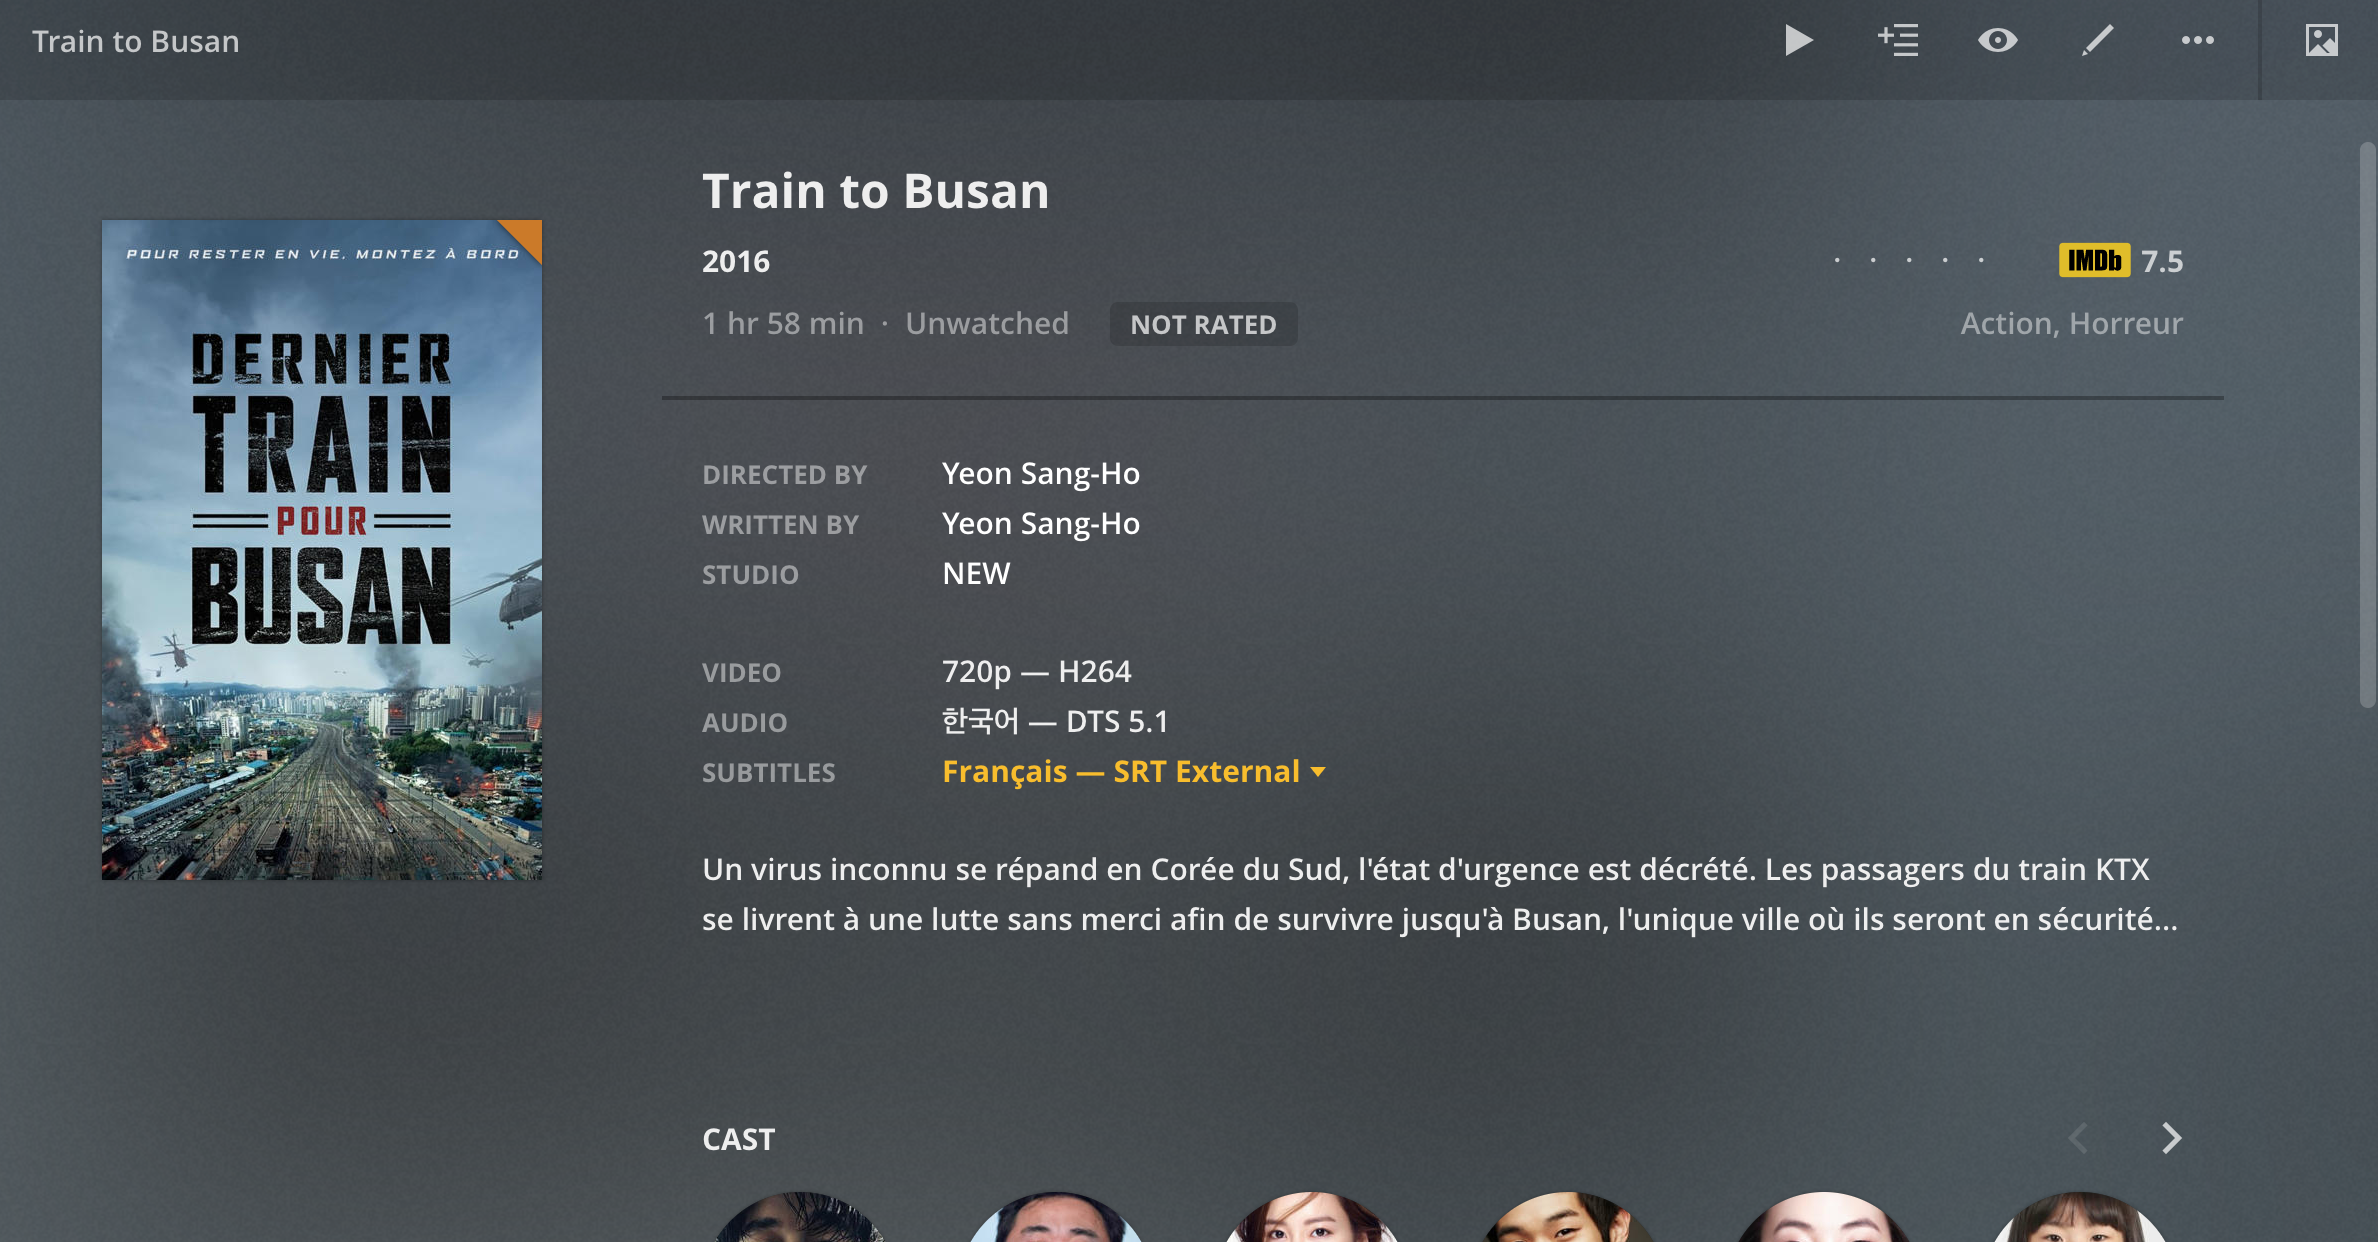 Train to Busan
POUR RESTER EN VIE, MONTEZ À BORD
DERNIER
TRAIN
POUR
BUSAN
Train to Busan
2016
IMDb 7.5
1 hr 58 min · Unwatched NOT RATED
Action, Horreur
DIRECTED BY Yeon Sang-Ho
WRITTEN BY Yeon Sang-Ho
STUDIO NEW
VIDEO 720p — H264
AUDIO 한국어 — DTS 5.1
SUBTITLES Français — SRT External
Un virus inconnu se répand en Corée du Sud, l'état d'urgence est décrété. Les passagers du train KTX
se livrent à une lutte sans merci afin de survivre jusqu'à Busan, l'unique ville où ils seront en sécurité...
CAST